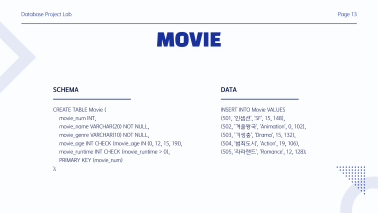 Database Project Lab
Page 13
MOVIE
SCHEMA
CREATE TABLE Movie (
movie_num INT,
movie_name VARCHAR(20) NOT NULL,
movie_genre VARCHAR(10) NOT NULL,
movie_age INT CHECK (movie_age IN (0, 12, 15, 19),
movie_runtime INT CHECK (movie_runtime > 0),
PRIMARY KEY (movie_num)
);
DATA
INSERT INTO Movie VALUES
(501, '인셉션', 'SF', 15, 148),
(502, '겨울왕국', 'Animation', 0, 102),
(503, '기생충', 'Drama', 15, 132),
(504, '범죄도시', 'Action', 19, 106),
(505, '라라랜드', 'Romance', 12, 128);